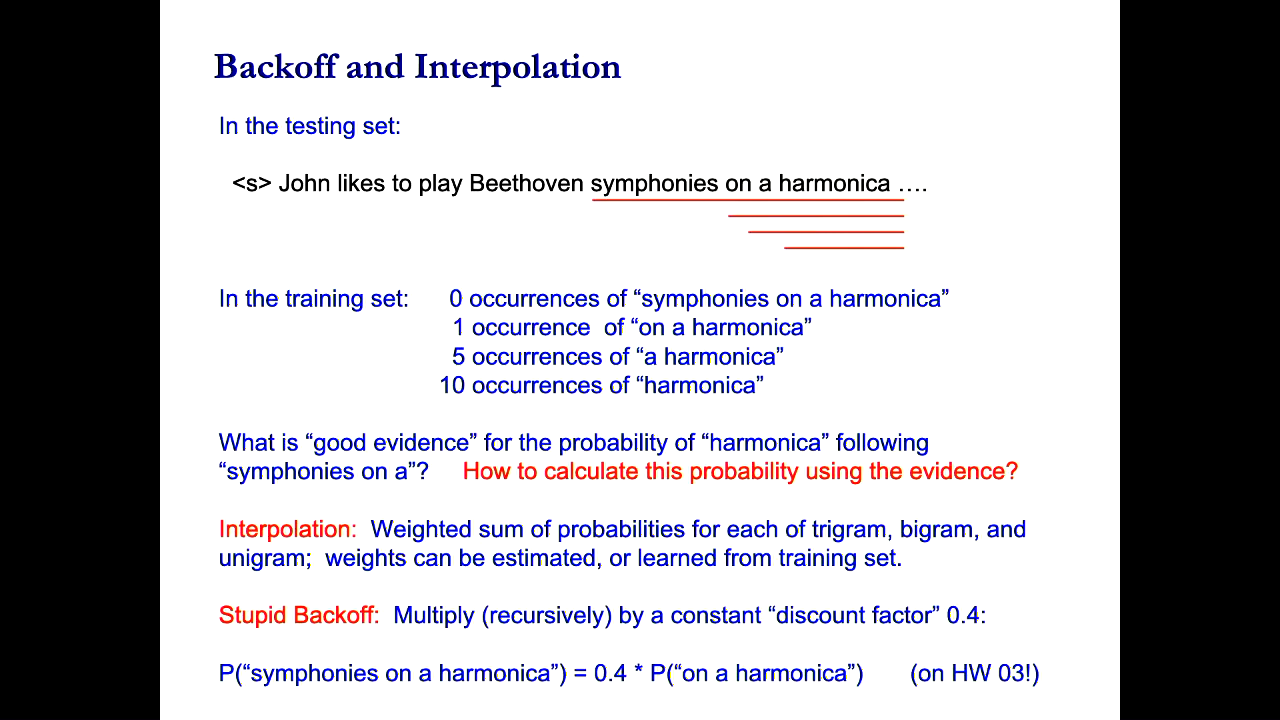 Backoff and Interpolation
In the testing set:
<s> John likes to play Beethoven symphonies on a harmonica ….
In the training set: 0 occurrences of “symphonies on a harmonica”
1 occurrence of “on a harmonica”
5 occurrences of “a harmonica”
10 occurrences of “harmonica”
What is “good evidence” for the probability of “harmonica” following
“symphonies on a”? How to calculate this probability using the evidence?
Interpolation: Weighted sum of probabilities for each of trigram, bigram, and
unigram; weights can be estimated, or learned from training set.
Stupid Backoff: Multiply (recursively) by a constant “discount factor” 0.4:
P(“symphonies on a harmonica”) = 0.4 * P(“on a harmonica”) (on HW 03!)